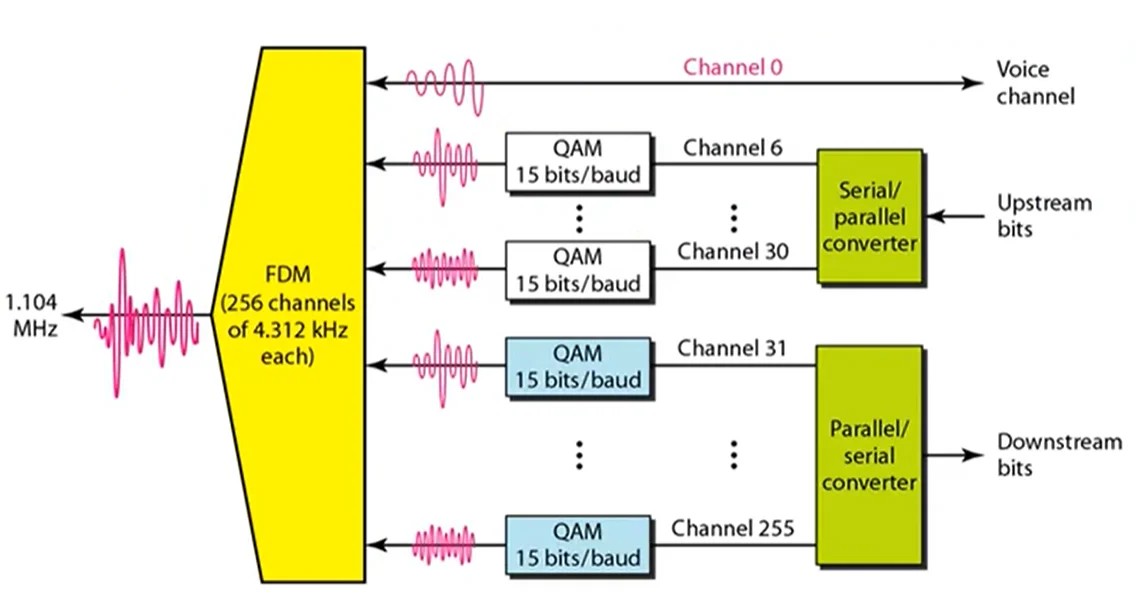 Channel 0
Voice
channel
QAM
15 bits/baud
Channel 6
Serial/
parallel
converter
Upstream
bits
QAM
15 bits/baud
Channel 30
1.104
MHz
FDM
(256 channels
of 4.312 kHz
each)
QAM
15 bits/baud
Channel 31
Parallel/
serial
converter
Downstream
bits
QAM
15 bits/baud
Channel 255